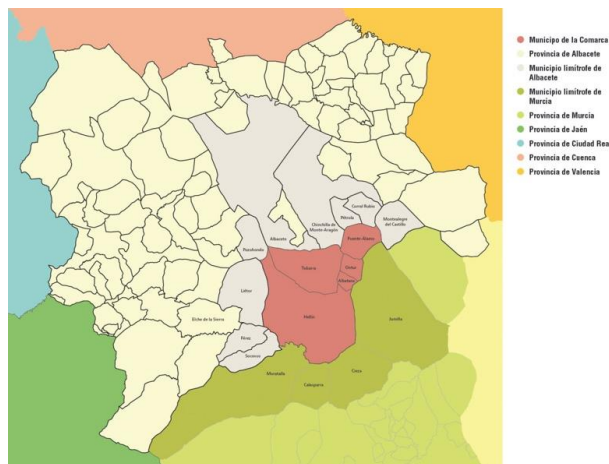 Municipo de la Comarca
Provincia de Albacete
Municipio limítrofe de
Albacete
Municipio limítrofe de
Murcia
Provincia de Murcia
Provincia de Jaén
Provincia de Ciudad Rea
Provincia de Cuenca
Provincia de Valencia
Corral Rubio
Pétrola
Montealegre
del Castillo
Chinchilla de
Monte-Aragón
Albacete
Fuente-Álamo
Pozohondo
Tobarra
Ontur
Albatana
Liétor
Hellín
Jumilla
Elche de la Sierra
Férez
Socovos
Moratalla
Cieza
Calasparra